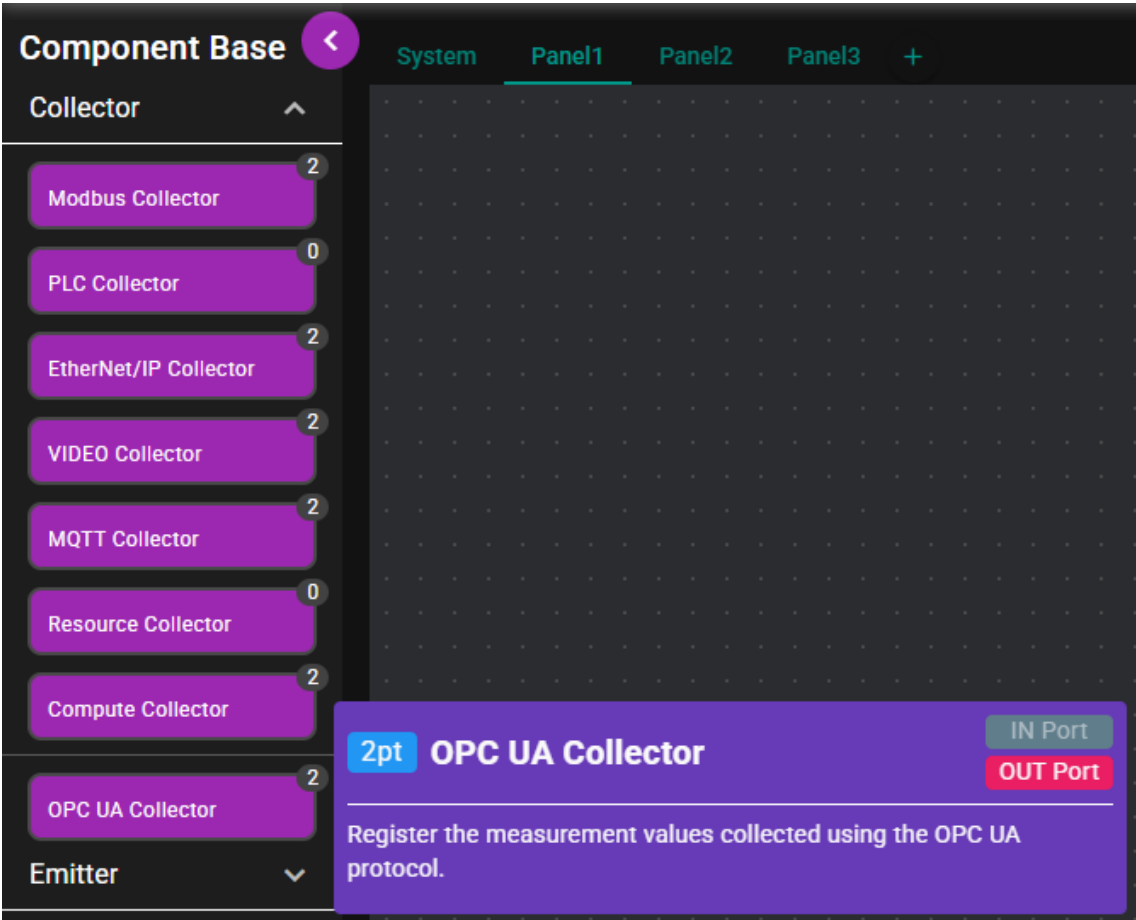 Component Base
System Panel1 Panel2 Panel3 +
Collector
2
Modbus Collector
0
PLC Collector
2
EtherNet/IP Collector
2
VIDEO Collector
2
MQTT Collector
0
Resource Collector
2
Compute Collector
2
OPC UA Collector
Emitter
2pt OPC UA Collector
IN Port
OUT Port
Register the measurement values collected using the OPC UA
protocol.